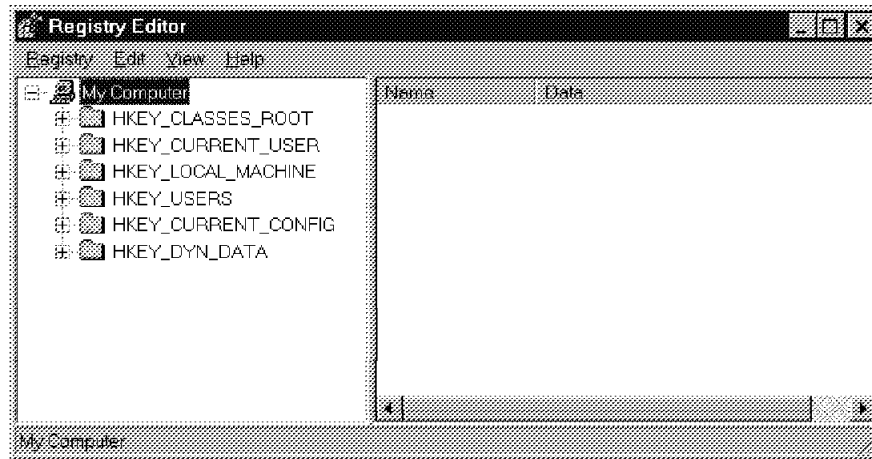 Registry Editor
Registry Edit View Help
My Computer
HKEY_CLASSES_ROOT
HKEY_CURRENT_USER
HKEY_LOCAL_MACHINE
HKEY_USERS
HKEY_CURRENT_CONFIG
HKEY_DYN_DATA
Name Data
My Computer